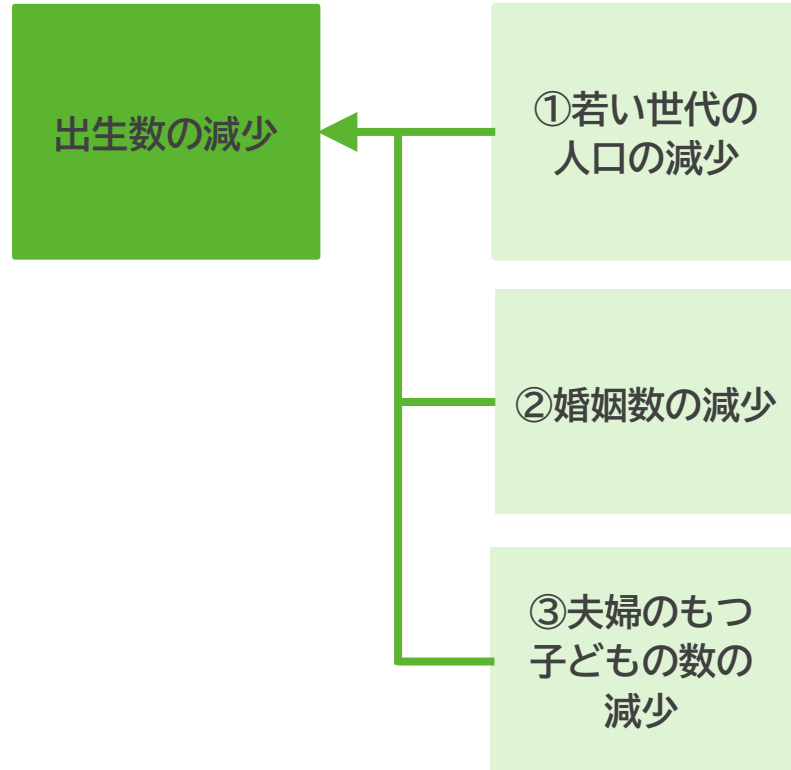 出生数の減少
①若い世代の
人口の減少
②婚姻数の減少
③夫婦のもつ
子どもの数の
減少